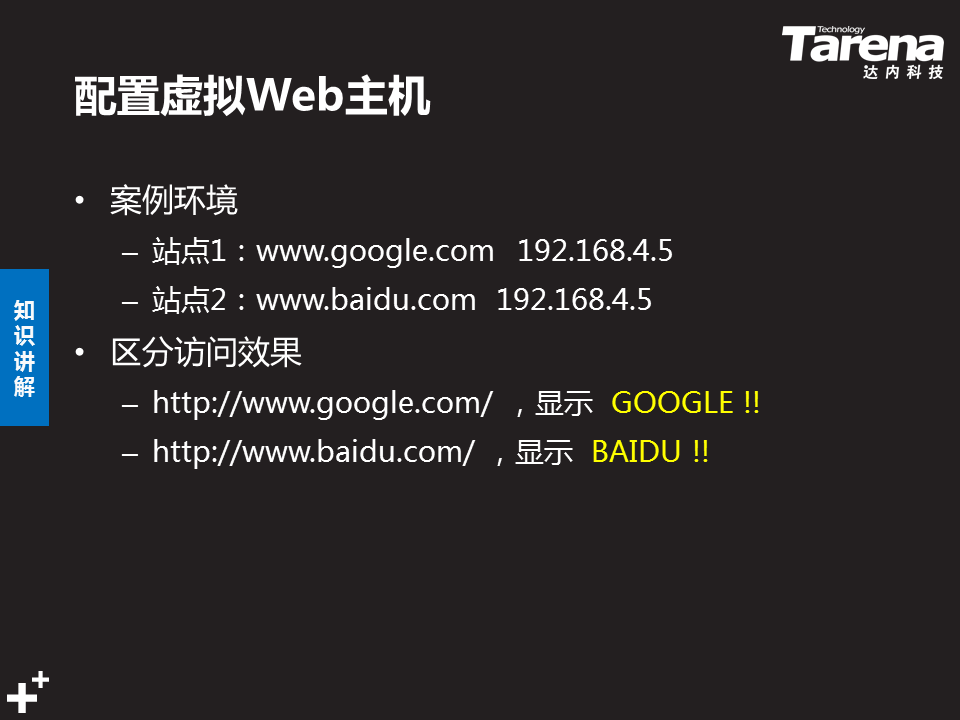 Technology
Tarena
达内科技
配置虚拟Web主机
• 案例环境
– 站点1：www.google.com 192.168.4.5
– 站点2：www.baidu.com 192.168.4.5
• 区分访问效果
– http://www.google.com/ ，显示 GOOGLE !!
– http://www.baidu.com/ ，显示 BAIDU !!
知识讲解